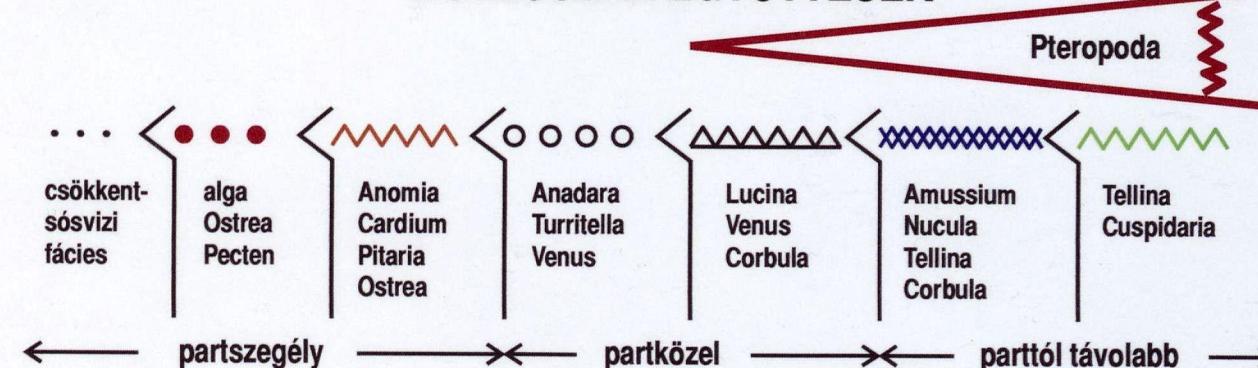 Pteropoda
csökkent-
sósvizi
fácies
alga
Ostrea
Pecten
Anomia
Cardium
Pitaria
Ostrea
Anadara
Turritella
Venus
Lucina
Venus
Corbula
Amussium
Nucula
Tellina
Corbula
Tellina
Cuspidaria
partszegély
partközel
parttól távolabb